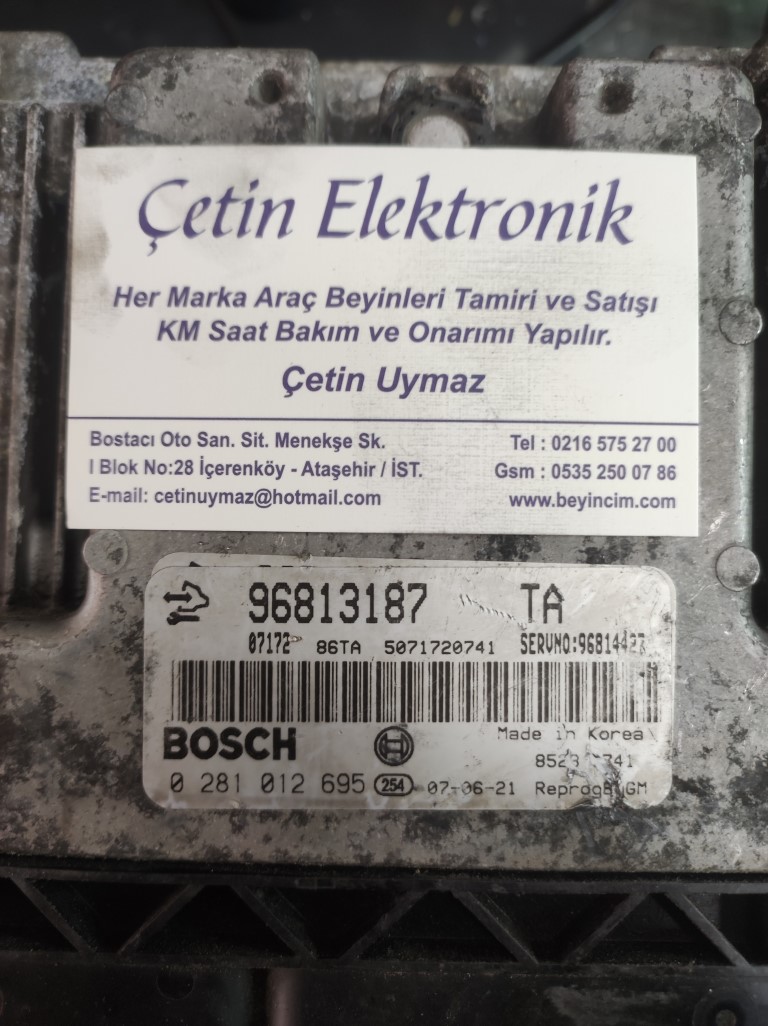 Çetin Elektronik
Her Marka Araç Beyinleri Tamiri ve Satışı
KM Saat Bakım ve Onarımı Yapılır.
Çetin Uymaz
Bostacı Oto San. Sit. Menekşe Sk.
I Blok No:28 İçerenköy - Ataşehir / İST.
E-mail: cetinuymaz@hotmail.com
Tel : 0216 575 27 00
Gsm : 0535 250 07 86
www.beyincim.com
96813187 TA
07172 86TA 5071720741
BOSCH
Made in Korea
0 281 012 695 254 07-06-21